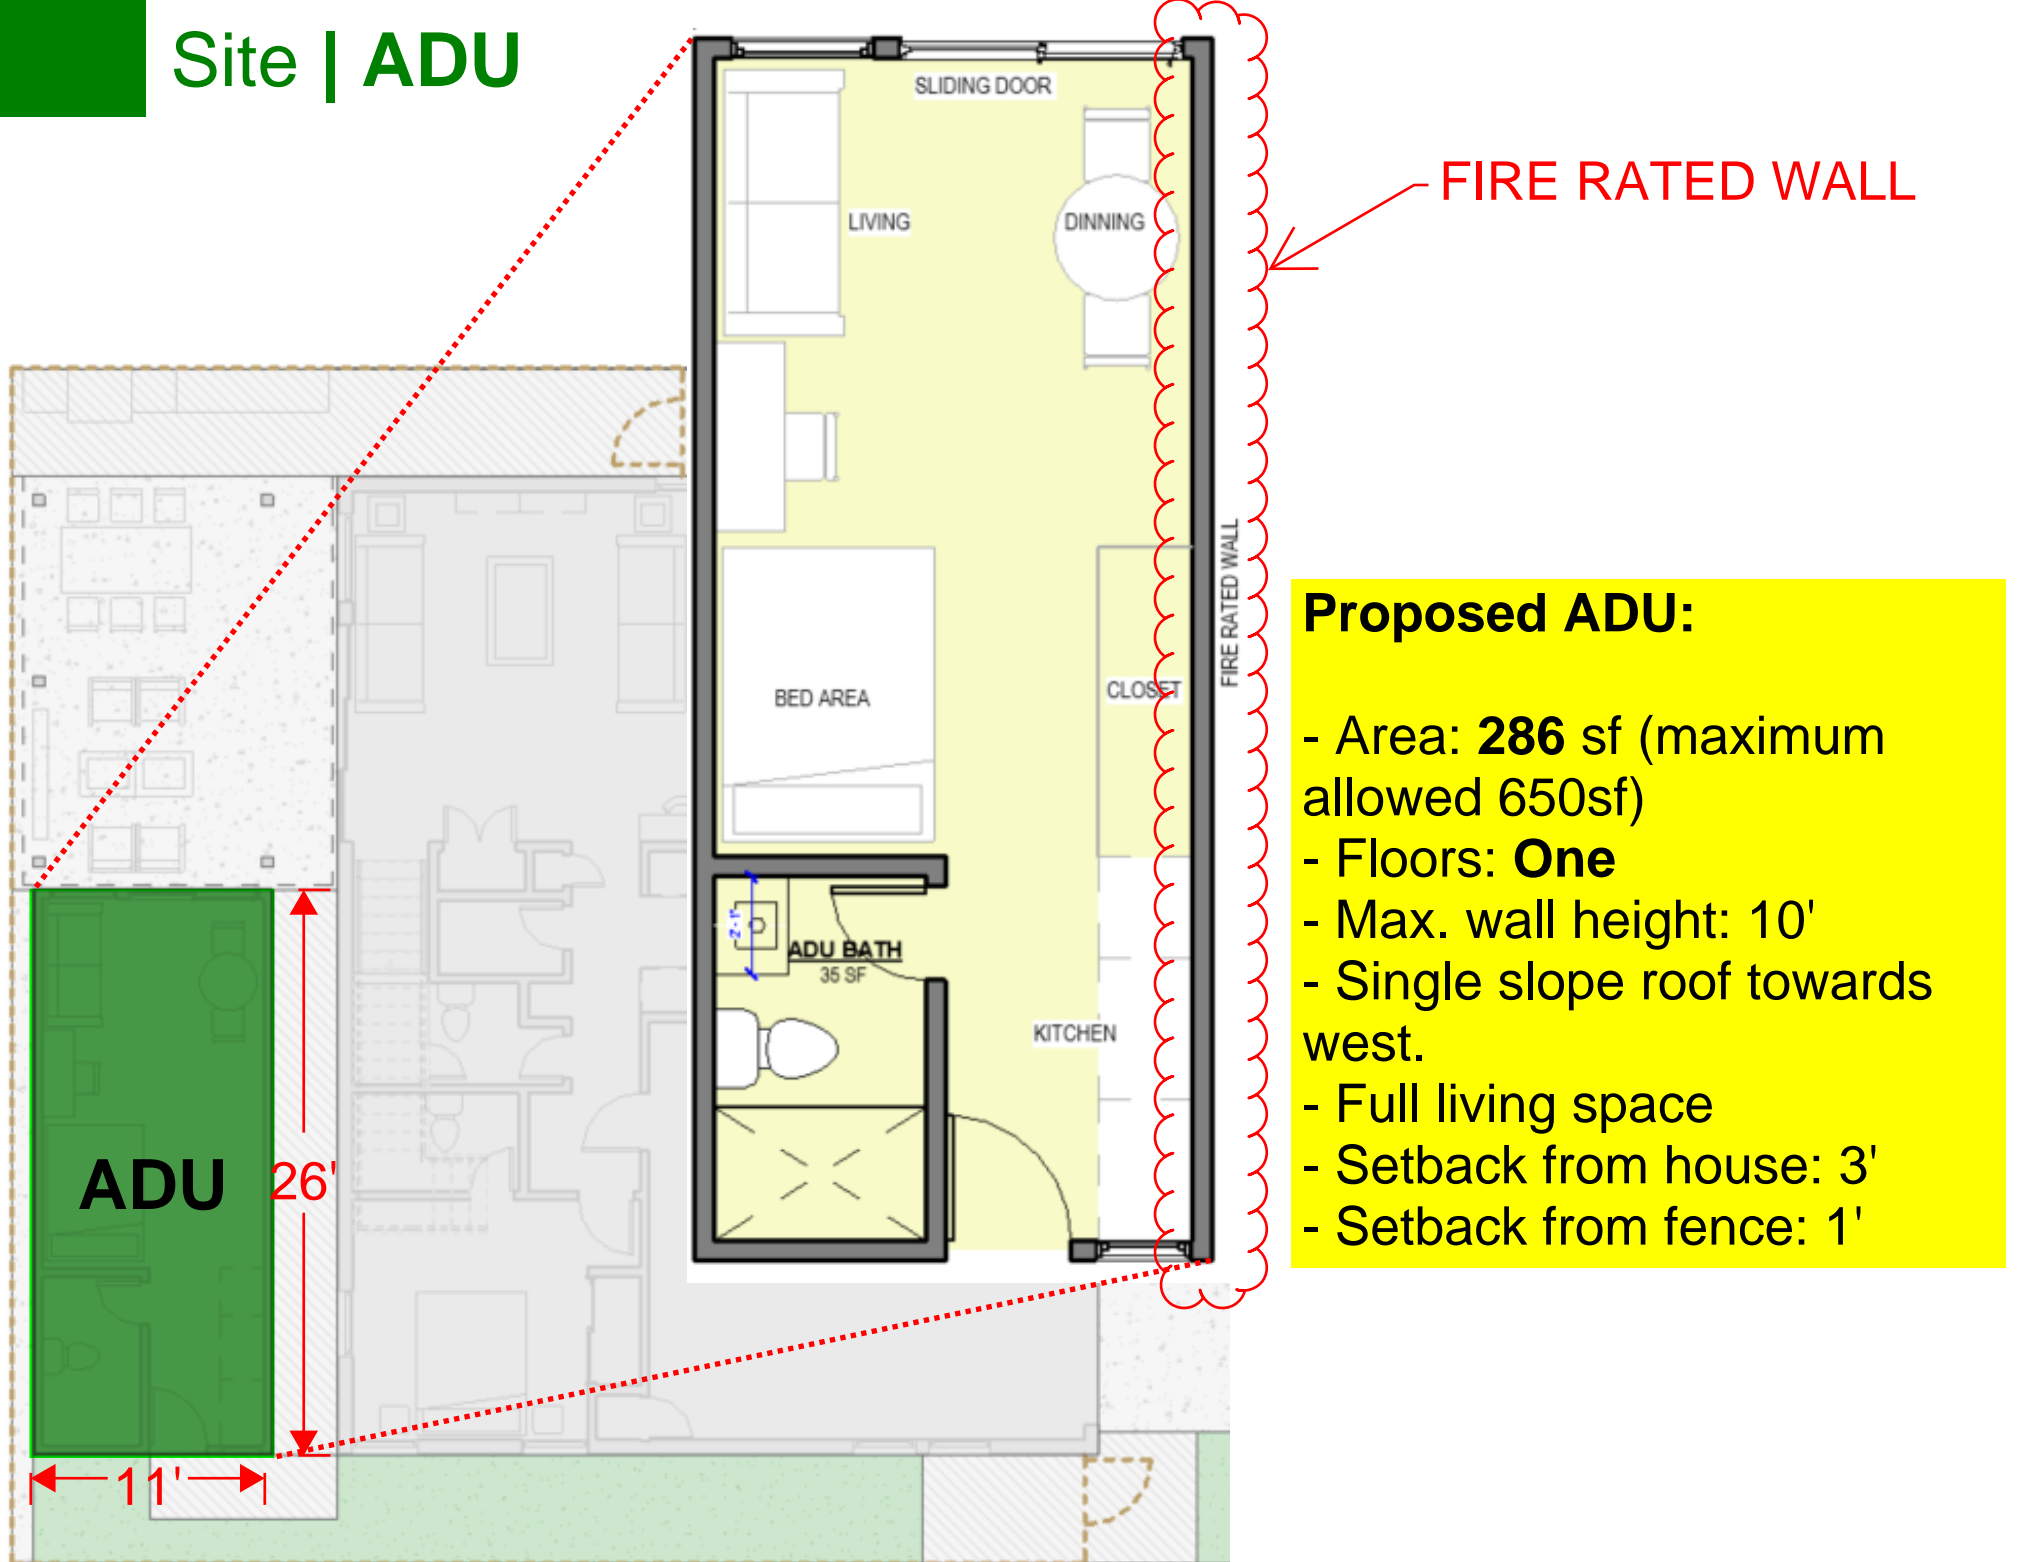 Site | ADU
SLIDING DOOR
FIRE RATED WALL
LIVING
DINNING
FIRE RATED WALL
BED AREA
CLOSET
Proposed ADU:
- Area: 286 sf (maximum
allowed 650sf)
- Floors: One
- Max. wall height: 10'
- Single slope roof towards
west.
- Full living space
- Setback from house: 3'
- Setback from fence: 1'
2' - 1"
ADU BATH
35 SF
KITCHEN
ADU
26'
11'